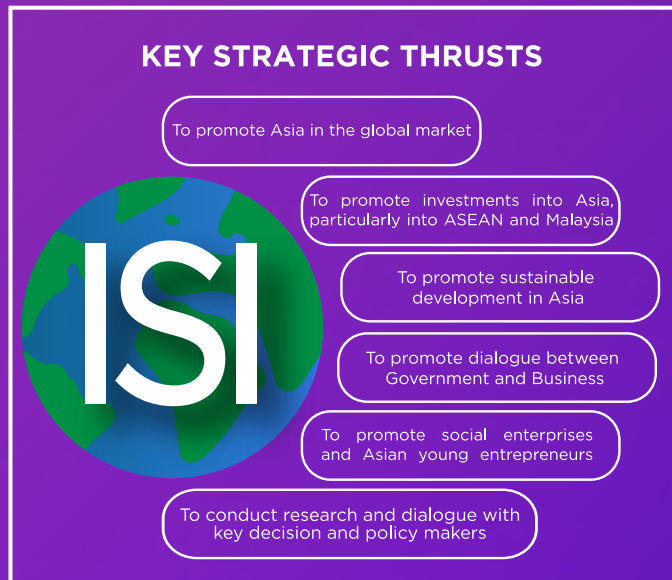 KEY STRATEGIC THRUSTS
To promote Asia in the global market
To promote investments into Asia,
particularly into ASEAN and Malaysia
ISI
To promote sustainable
development in Asia
To promote dialogue between
Government and Business
To promote social enterprises
and Asian young entrepreneurs
To conduct research and dialogue with
key decision and policy makers